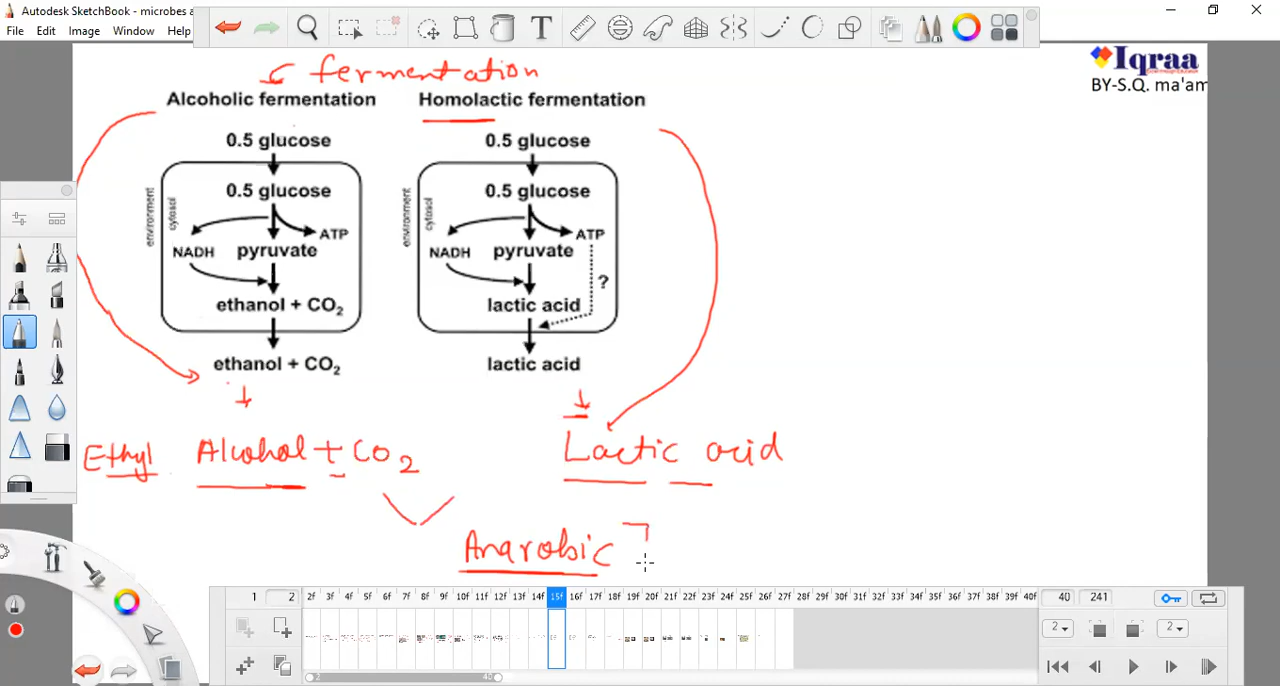 Autodesk SketchBook - microbes a
File Edit Image Window Help
Iqraa
BY-S.Q. ma'am
fermentation
Alcoholic fermentation
0.5 glucose
environment
cytosol
0.5 glucose
ATP
NADH pyruvate
ethanol + CO2
ethanol + CO2
Homolactic fermentation
0.5 glucose
environment
cytosol
0.5 glucose
ATP
NADH pyruvate
?
lactic acid
lactic acid
Ethyl Alcohol + CO2
Lactic acid
Anarobic
1 2 2f 3f 4f 5f 6f 7f 8f 9f 10f 11f 12f 13f 14f 15f 16f 17f 18f 19f 20f 21f 22f 23f 24f 25f 26f 27f 28f 29f 30f 31f 32f 33f 34f 35f 36f 37f 38f 39f 40f 40 241
2 2
2 40